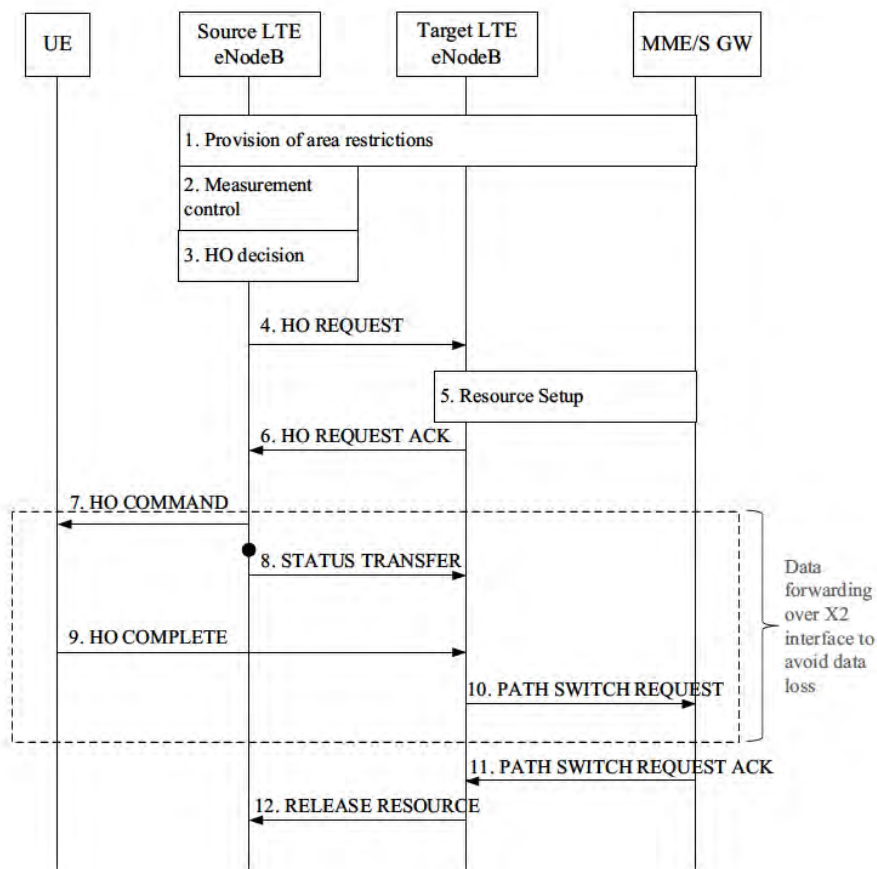 UE
Source LTE
eNodeB
Target LTE
eNodeB
MME/S GW
1. Provision of area restrictions
2. Measurement
control
3. HO decision
4. HO REQUEST
5. Resource Setup
6. HO REQUEST ACK
7. HO COMMAND
8. STATUS TRANSFER
9. HO COMPLETE
10. PATH SWITCH REQUEST
Data
forwarding
over X2
interface to
avoid data
loss
11. PATH SWITCH REQUEST ACK
12. RELEASE RESOURCE